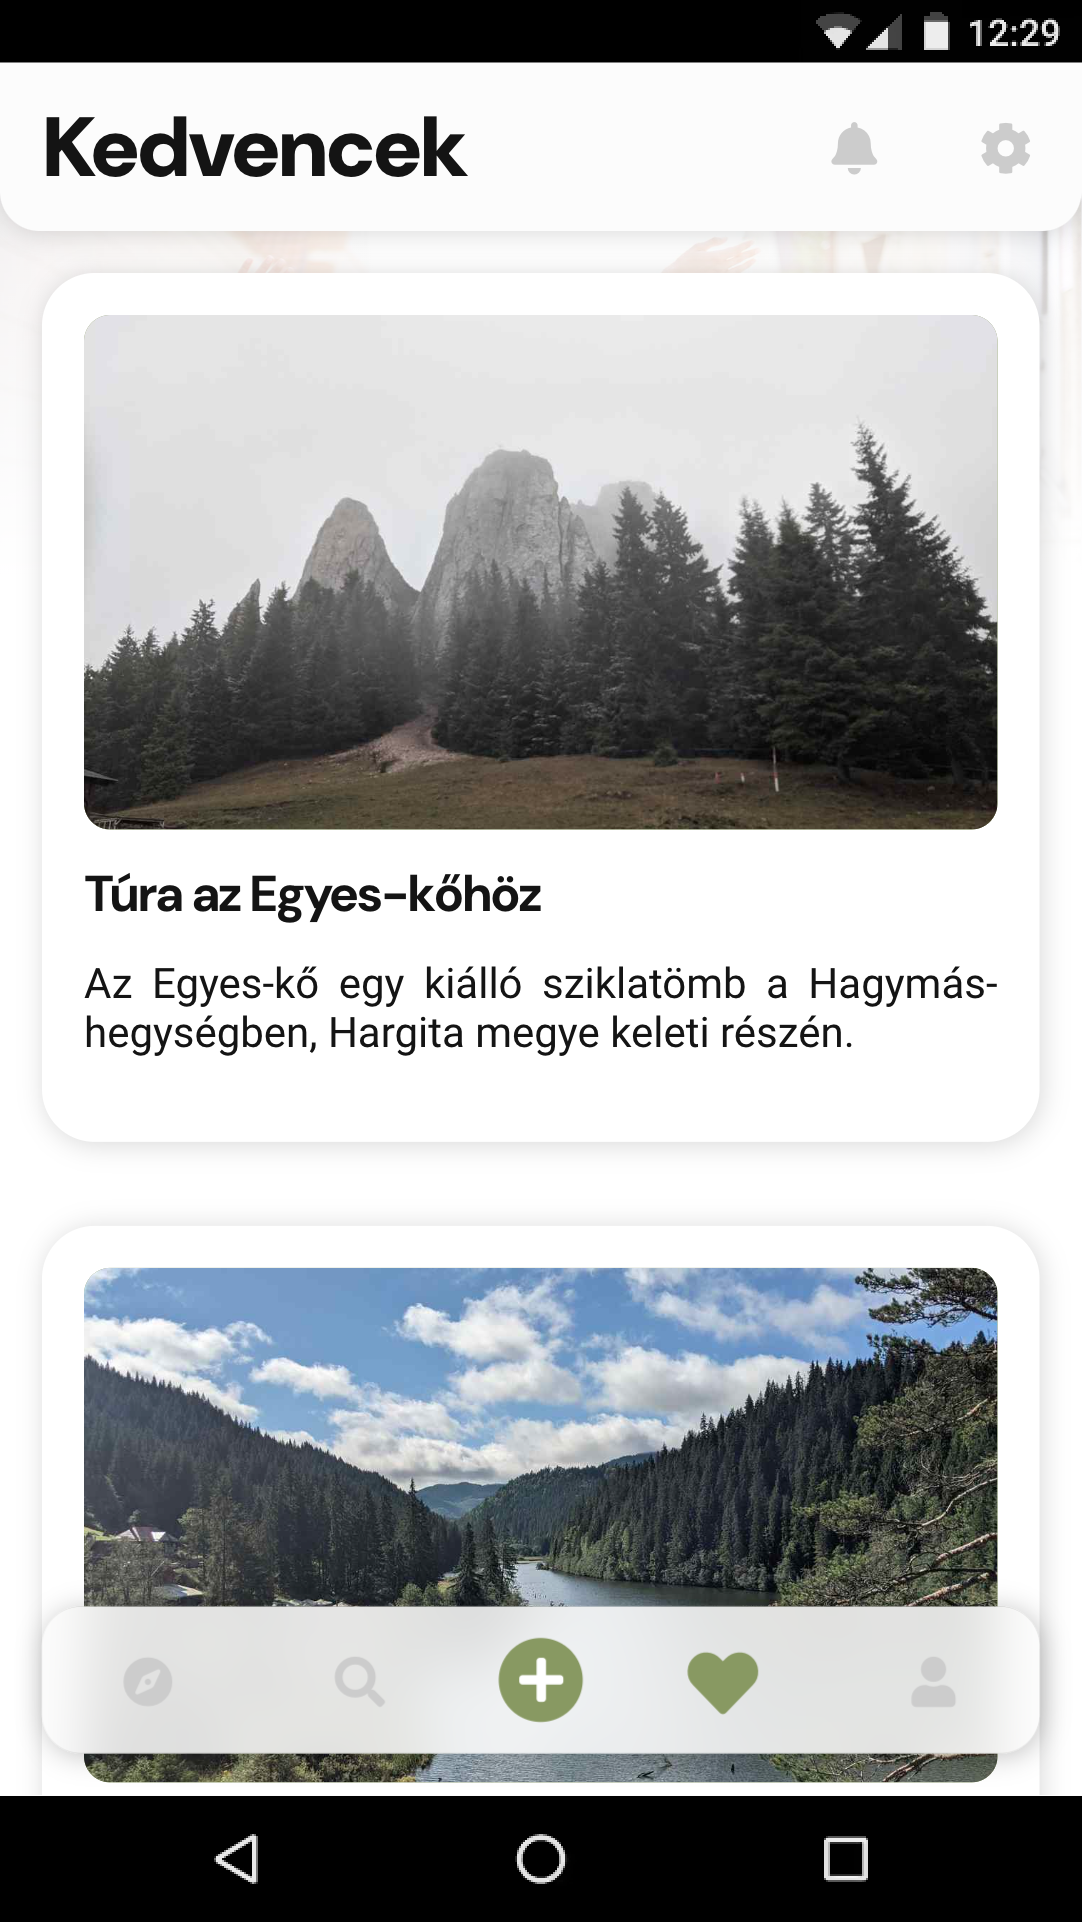 12:29
Kedvencek
Túra az Egyes-kőhöz
Az Egyes-kő egy kiálló sziklatömb a Hagymás-
hegységben, Hargita megye keleti részén.